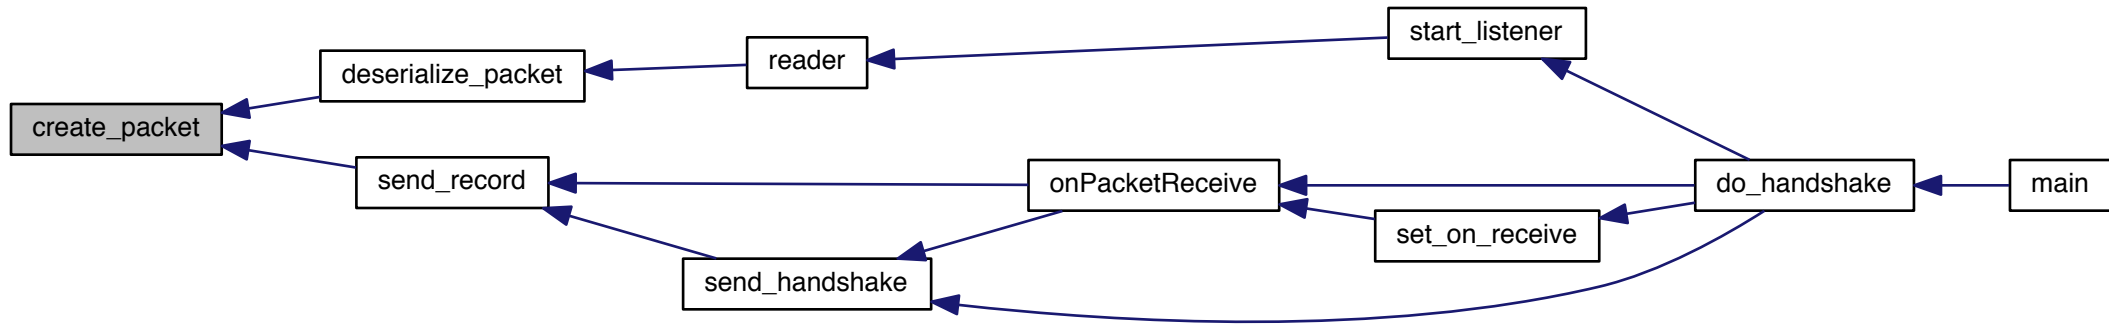 start_listener
reader
deserialize_packet
create_packet
send_record
onPacketReceive
do_handshake
main
set_on_receive
send_handshake